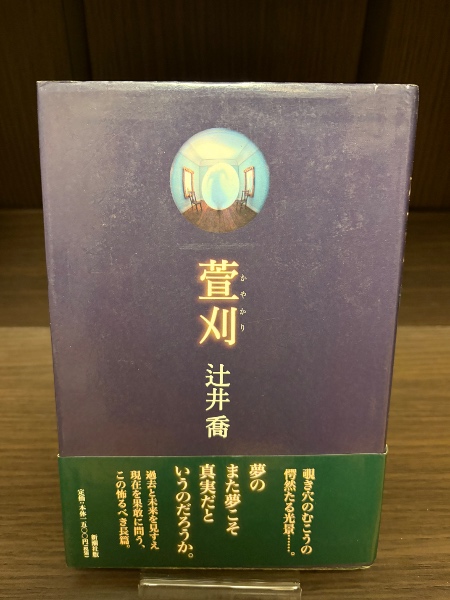 萱刈
かやかり
辻井喬
覗き穴のむこうの
愕然たる光景……。
夢の
また夢こそ
真実だと
いうのだろうか。
過去と未来を見すえ
現在を果敢に問う、
この怖るべき長篇。
新潮社版